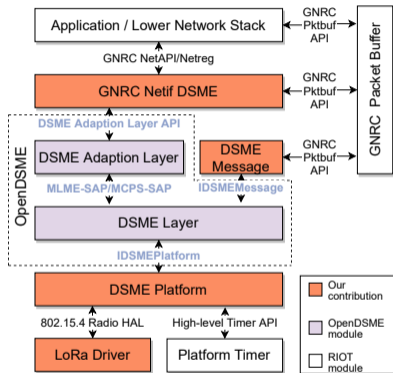 Application / Lower Network Stack
GNRC
Pktbuf
API
GNRC NetAPI/Netreg
GNRC Netif DSME
GNRC
Pktbuf
API
GNRC Packet Buffer
DSME Adaption Layer API
OpenDSME
DSME Adaption Layer
DSME
Message
GNRC
Pktbuf
API
MLME-SAP/MCPS-SAP
IDSMEMessage
DSME Layer
IDSMEPlatform
DSME Platform
802.15.4 Radio HAL
High-level Timer API
LoRa Driver
Platform Timer
Our
contribution
OpenDSME
module
RIOT
module